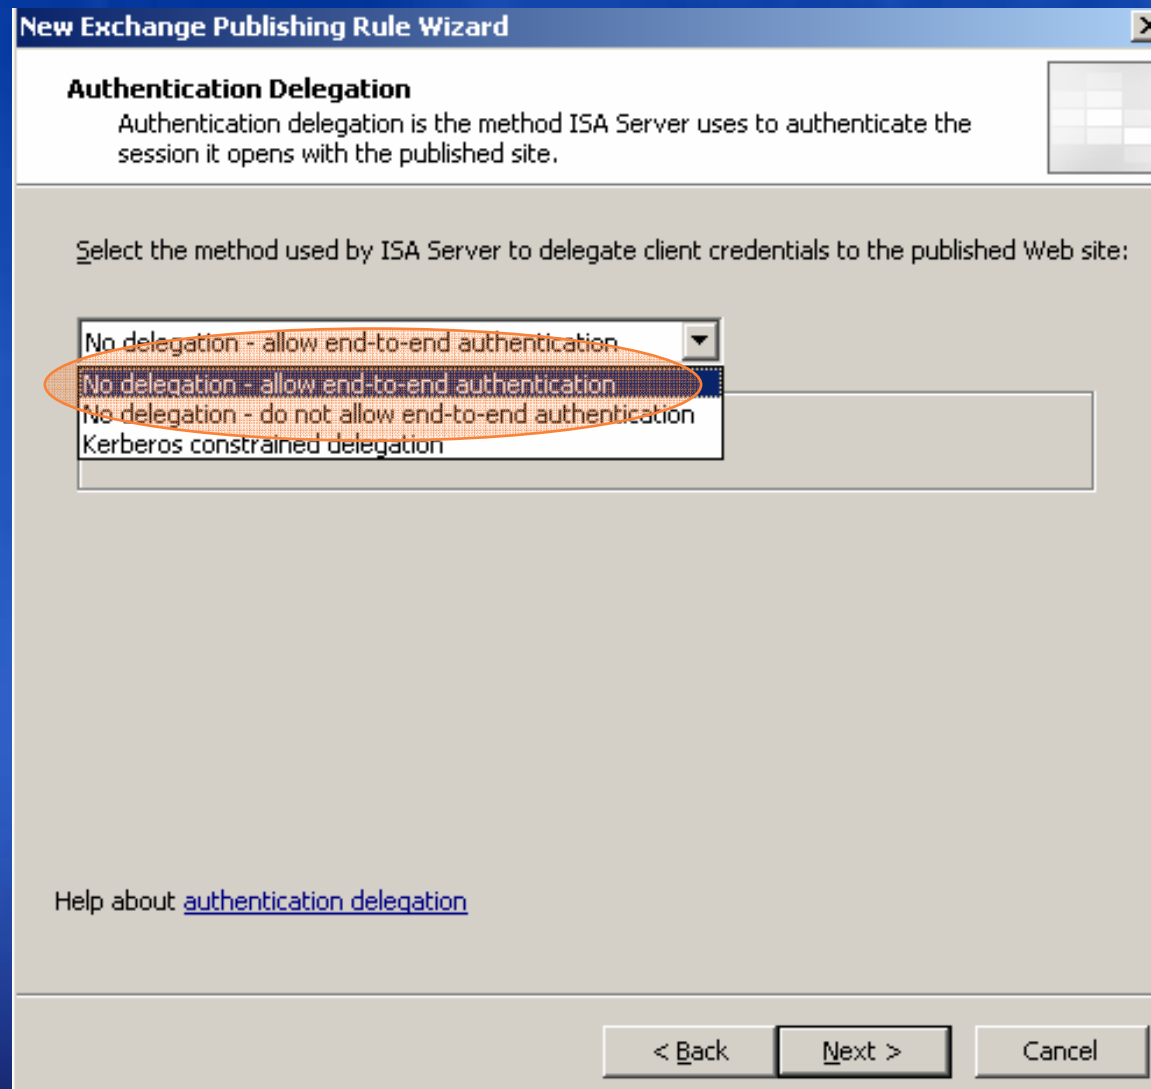 New Exchange Publishing Rule Wizard
Authentication Delegation
Authentication delegation is the method ISA Server uses to authenticate the
session it opens with the published site.
Select the method used by ISA Server to delegate client credentials to the published Web site:
No delegation - allow end-to-end authentication
No delegation - allow end-to-end authentication
No delegation - do not allow end-to-end authentication
Kerberos constrained delegation
Help about authentication delegation
< Back
Next >
Cancel